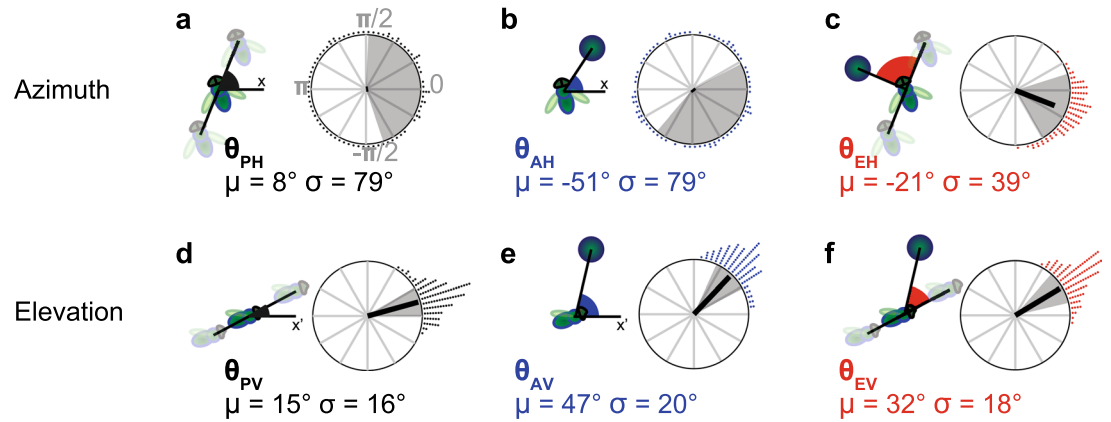 a
b
c
Azimuth
x
π/2
π
0
-π/2
x
θPH
μ = 8° σ = 79°
θAH
μ = -51° σ = 79°
θEH
μ = -21° σ = 39°
d
e
f
Elevation
x'
x'
θPV
μ = 15° σ = 16°
θAV
μ = 47° σ = 20°
θEV
μ = 32° σ = 18°